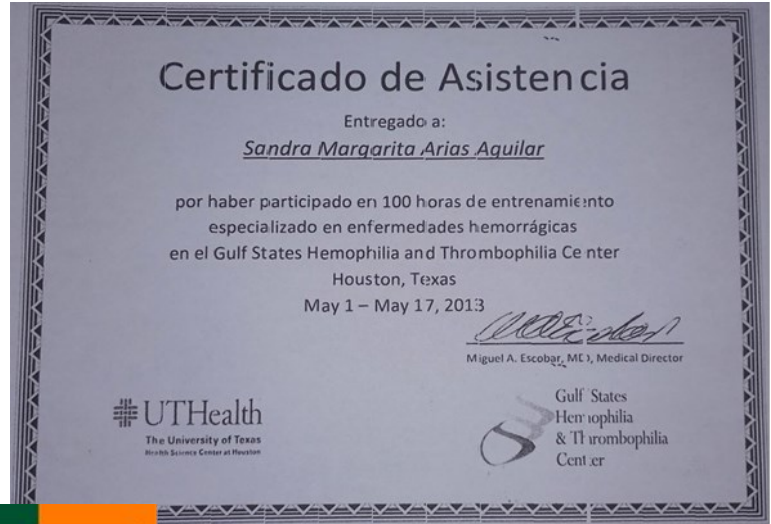 Certificado de Asistencia
Entregado a:
Sandra Margarita Arias Aguilar
por haber participado en 100 horas de entrenamiento
especializado en enfermedades hemorrágicas
en el Gulf States Hemophilia and Thrombophilia Center
Houston, Texas
May 1 – May 17, 2013
Miguel A. Escobar, MD, Medical Director
UTHealth
The University of Texas
Health Science Center at Houston
Gulf States
Hemophilia
& Thrombophilia
Center